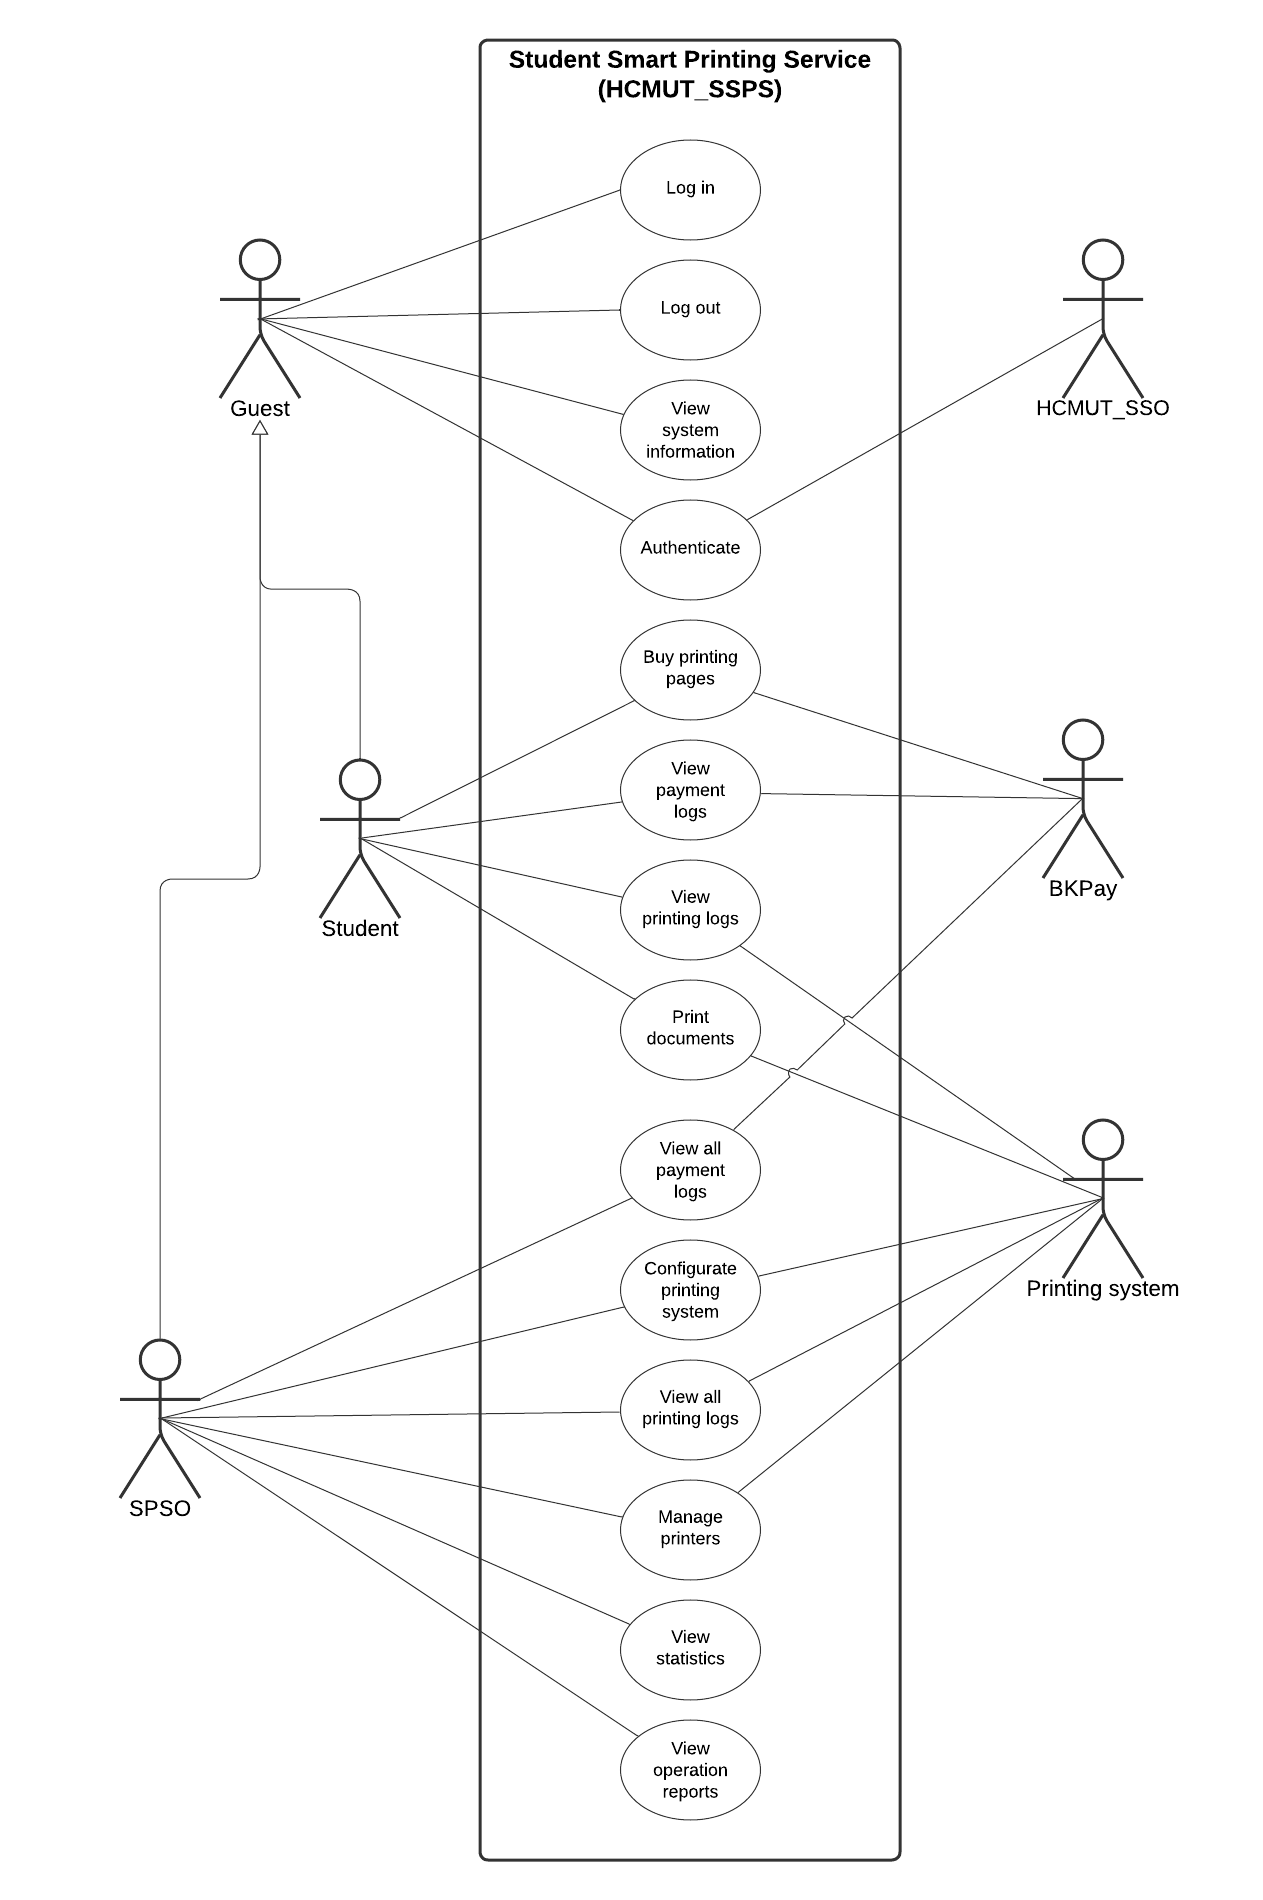 Student Smart Printing Service
(HCMUT_SSPS)
Log in
Log out
Guest
HCMUT_SSO
View
system
information
Authenticate
Buy printing
pages
View
payment
logs
BKPay
View
printing logs
Student
Print
documents
View all
payment
logs
Configurate
printing
system
Printing system
View all
printing logs
SPSO
Manage
printers
View
statistics
View
operation
reports